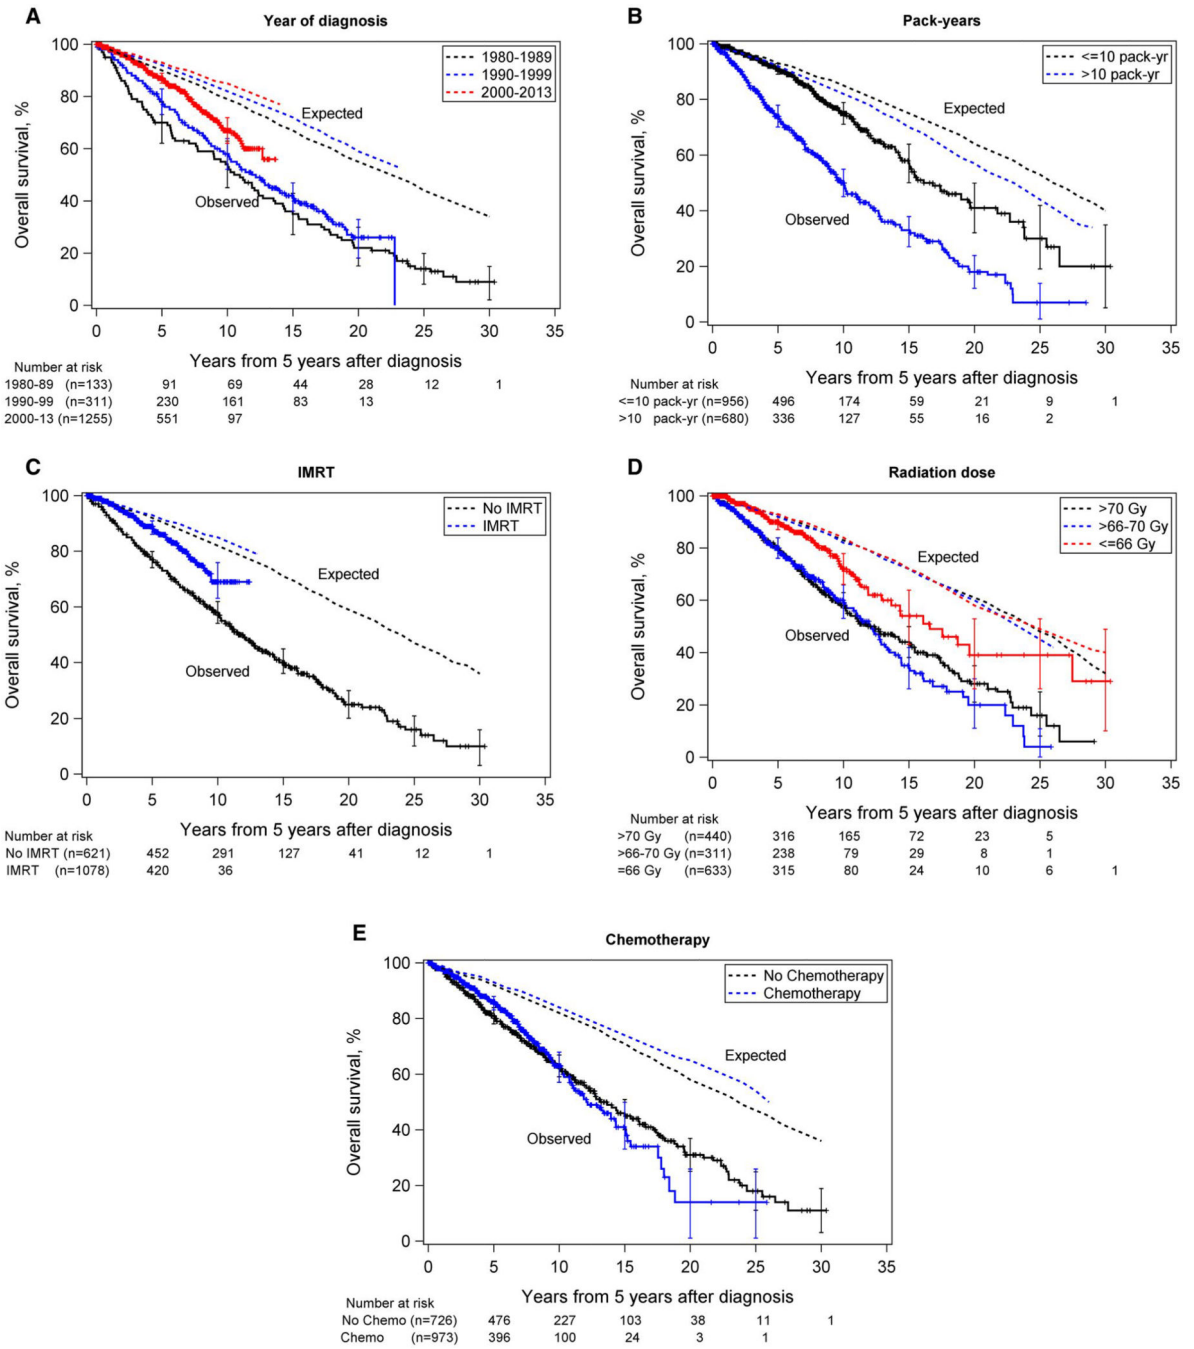 A
Year of diagnosis
Overall survival, %
100
80
60
40
20
0
1980-1989
1990-1999
2000-2013
Expected
Observed
0 5 10 15 20 25 30 35
Years from 5 years after diagnosis
Number at risk
1980-89 (n=133) 91 69 44 28 12 1
1990-99 (n=311) 230 161 83 13
2000-13 (n=1255) 551 97
B
Pack-years
Overall survival, %
100
80
60
40
20
0
<=10 pack-yr
>10 pack-yr
Expected
Observed
0 5 10 15 20 25 30 35
Years from 5 years after diagnosis
Number at risk
<=10 pack-yr (n=956) 496 174 59 21 9 1
>10 pack-yr (n=680) 336 127 55 16 2
C
IMRT
Overall survival, %
100
80
60
40
20
0
No IMRT
IMRT
Expected
Observed
0 5 10 15 20 25 30 35
Years from 5 years after diagnosis
Number at risk
No IMRT (n=621) 452 291 127 41 12 1
IMRT (n=1078) 420 36
D
Radiation dose
Overall survival, %
100
80
60
40
20
0
>70 Gy
>66-70 Gy
<=66 Gy
Expected
Observed
0 5 10 15 20 25 30 35
Years from 5 years after diagnosis
Number at risk
>70 Gy (n=440) 316 165 72 23 5
>66-70 Gy (n=311) 238 79 29 8 1
=66 Gy (n=633) 315 80 24 10 6 1
E
Chemotherapy
Overall survival, %
100
80
60
40
20
0
No Chemotherapy
Chemotherapy
Expected
Observed
0 5 10 15 20 25 30 35
Years from 5 years after diagnosis
Number at risk
No Chemo (n=726) 476 227 103 38 11 1
Chemo (n=973) 396 100 24 3 1